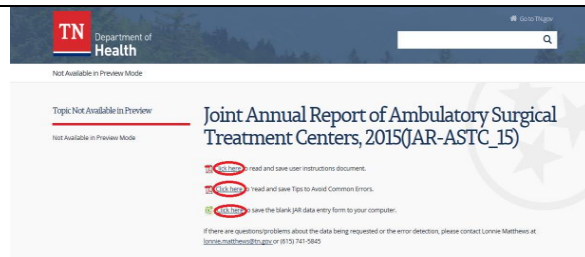 Go to TN.gov
TN
Department of
Health
Not Available in Preview Mode
Topic Not Available in Preview
Not Available in Preview Mode
Joint Annual Report of Ambulatory Surgical
Treatment Centers, 2015(JAR-ASTC_15)
Click here to read and save user instructions document.
Click here to read and save Tips to Avoid Common Errors.
Click here to save the blank JAR data entry form to your computer.
If there are questions/problems about the data being requested or the error detection, please contact Lonnie Matthews at
lonnie.matthews@tn.gov or (615) 741-5845